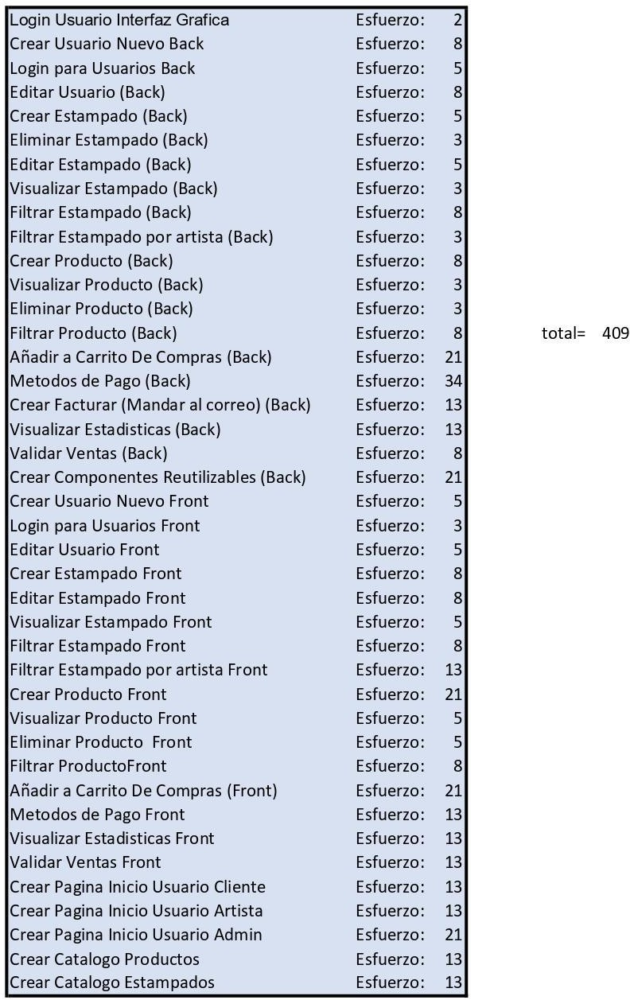 Login Usuario Interfaz Grafica Esfuerzo: 2
Crear Usuario Nuevo Back Esfuerzo: 8
Login para Usuarios Back Esfuerzo: 5
Editar Usuario (Back) Esfuerzo: 8
Crear Estampado (Back) Esfuerzo: 5
Eliminar Estampado (Back) Esfuerzo: 3
Editar Estampado (Back) Esfuerzo: 5
Visualizar Estampado (Back) Esfuerzo: 3
Filtrar Estampado (Back) Esfuerzo: 8
Filtrar Estampado por artista (Back) Esfuerzo: 3
Crear Producto (Back) Esfuerzo: 8
Visualizar Producto (Back) Esfuerzo: 3
Eliminar Producto (Back) Esfuerzo: 3
Filtrar Producto (Back) Esfuerzo: 8 total= 409
Añadir a Carrito De Compras (Back) Esfuerzo: 21
Metodos de Pago (Back) Esfuerzo: 34
Crear Facturar (Mandar al correo) (Back) Esfuerzo: 13
Visualizar Estadisticas (Back) Esfuerzo: 13
Validar Ventas (Back) Esfuerzo: 8
Crear Componentes Reutilizables (Back) Esfuerzo: 21
Crear Usuario Nuevo Front Esfuerzo: 5
Login para Usuarios Front Esfuerzo: 3
Editar Usuario Front Esfuerzo: 5
Crear Estampado Front Esfuerzo: 8
Editar Estampado Front Esfuerzo: 8
Visualizar Estampado Front Esfuerzo: 5
Filtrar Estampado Front Esfuerzo: 8
Filtrar Estampado por artista Front Esfuerzo: 13
Crear Producto Front Esfuerzo: 21
Visualizar Producto Front Esfuerzo: 5
Eliminar Producto  Front Esfuerzo: 5
Filtrar ProductoFront Esfuerzo: 8
Añadir a Carrito De Compras (Front) Esfuerzo: 21
Metodos de Pago Front Esfuerzo: 13
Visualizar Estadisticas Front Esfuerzo: 13
Validar Ventas Front Esfuerzo: 13
Crear Pagina Inicio Usuario Cliente Esfuerzo: 13
Crear Pagina Inicio Usuario Artista Esfuerzo: 13
Crear Pagina Inicio Usuario Admin Esfuerzo: 21
Crear Catalogo Productos Esfuerzo: 13
Crear Catalogo Estampados Esfuerzo: 13